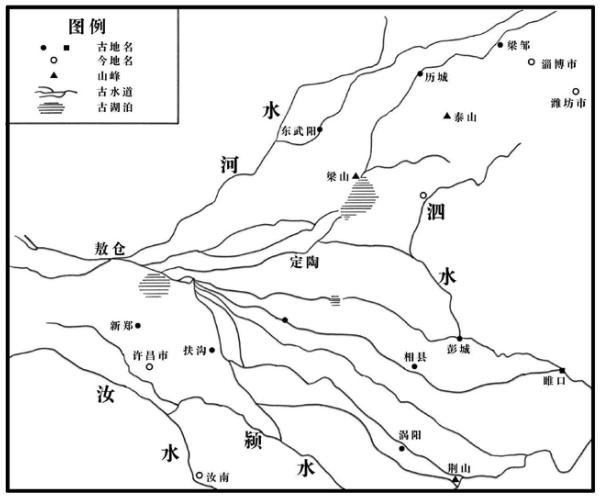 图例
古地名
今地名
山峰
古水道
古湖泊
梁邹
淄博市
历城
潍坊市
水
东武阳
泰山
河
梁山
泗
敖仓
定陶
水
新郑
彭城
许昌市
扶沟
相县
睢口
汝
涡阳
颍
水
水
荆山
汝南